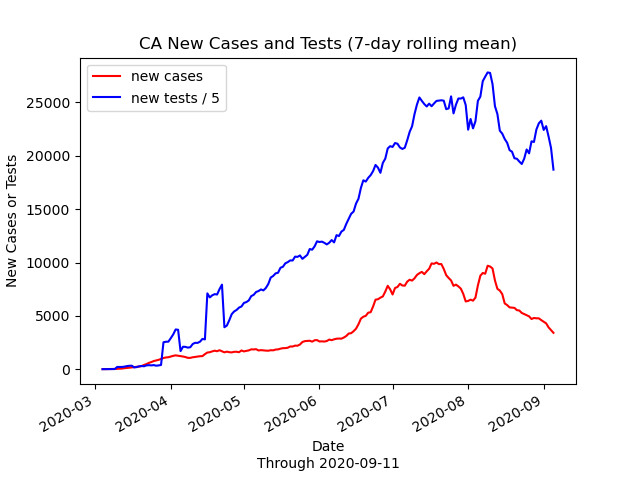 CA New Cases and Tests (7-day rolling mean)
new cases
new tests / 5
25000
20000
15000
10000
5000
0
New Cases or Tests
2020-03
2020-04
2020-05
2020-06
2020-07
2020-08
2020-09
Date
Through 2020-09-11